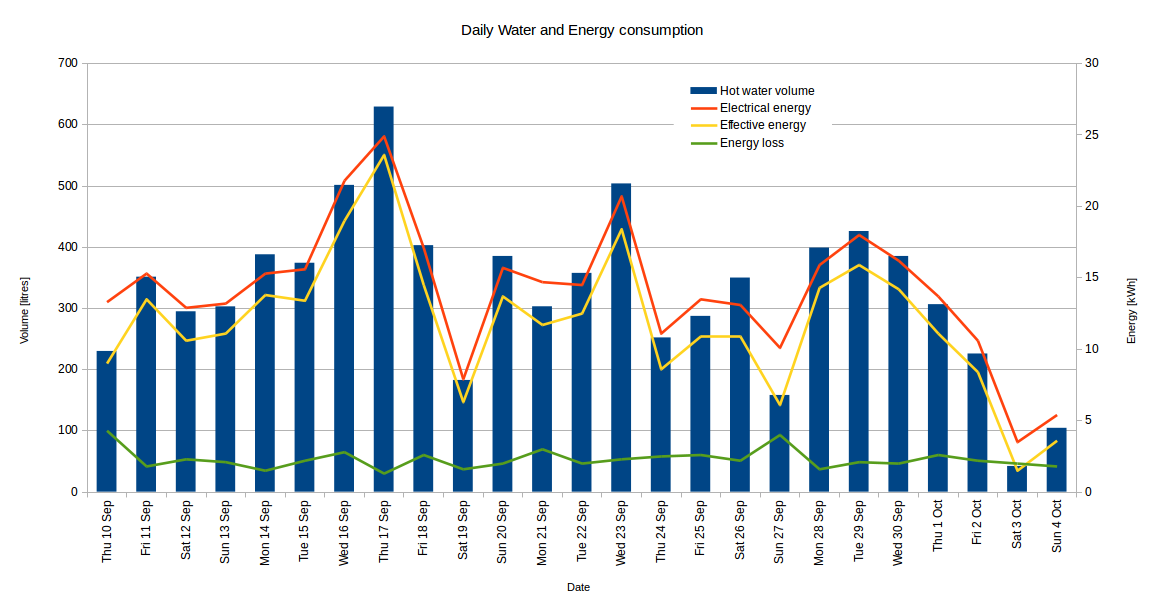 Daily Water and Energy consumption
700
600
500
400
300
200
100
0
30
25
20
15
10
5
0
Volume [litres]
Energy [kWh]
Hot water volume
Electrical energy
Effective energy
Energy loss
Thu 10 Sep
Fri 11 Sep
Sat 12 Sep
Sun 13 Sep
Mon 14 Sep
Tue 15 Sep
Wed 16 Sep
Thu 17 Sep
Fri 18 Sep
Sat 19 Sep
Sun 20 Sep
Mon 21 Sep
Tue 22 Sep
Wed 23 Sep
Thu 24 Sep
Fri 25 Sep
Sat 26 Sep
Sun 27 Sep
Mon 28 Sep
Tue 29 Sep
Wed 30 Sep
Thu 1 Oct
Fri 2 Oct
Sat 3 Oct
Sun 4 Oct
Date